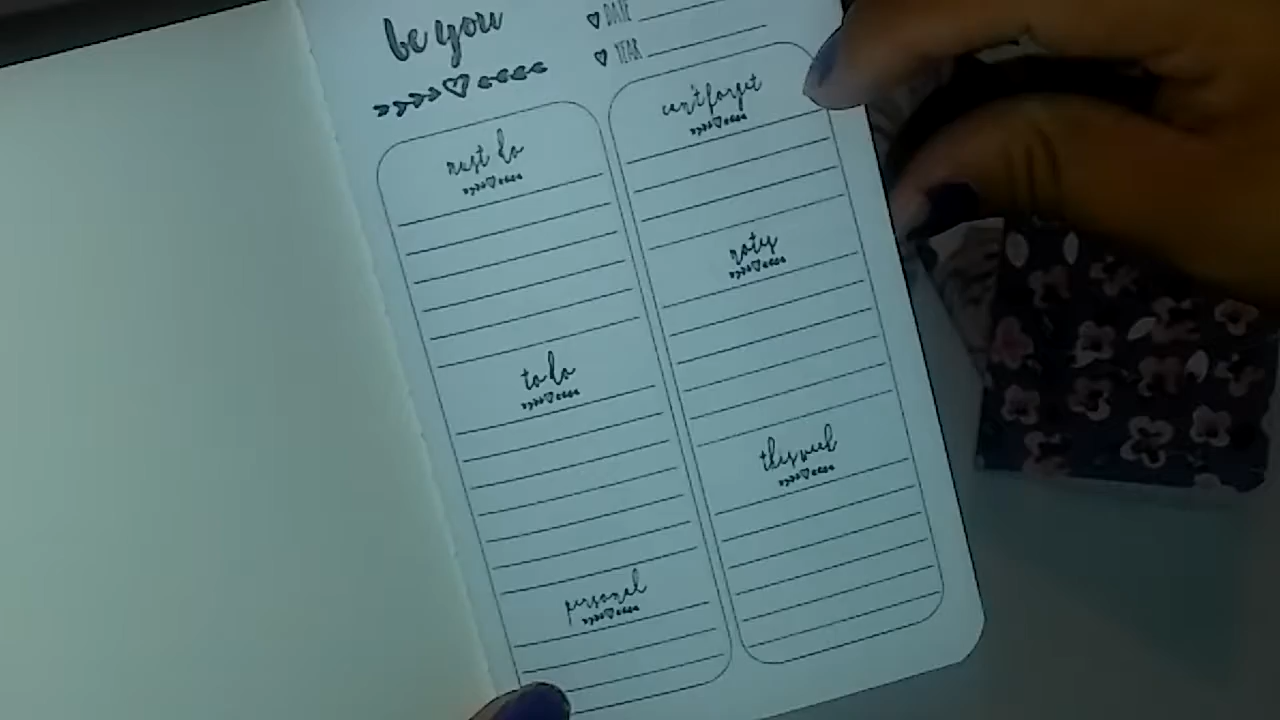 be you
DATE
YEAR
must do
to do
personal
can't forget
notes
this week